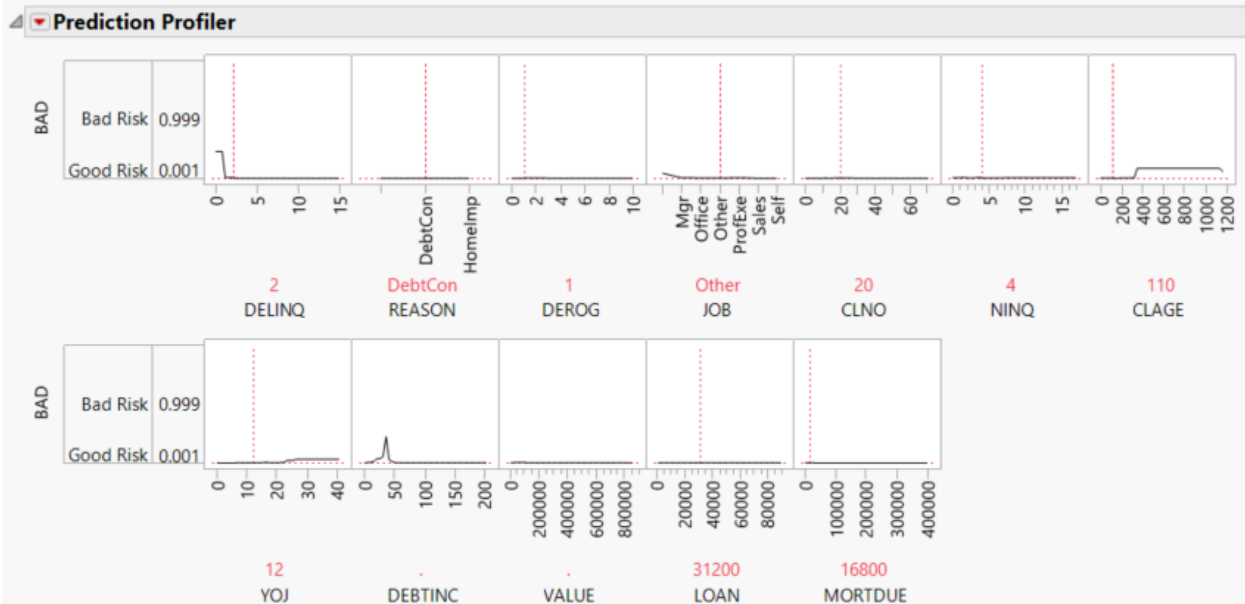 Prediction Profiler
BAD
Bad Risk 0.999
Good Risk 0.001
0 5 10 15
DebtCon HomeImp
0 2 4 6 8 10
Mgr Office Other ProfExe Sales Self
0 20 40 60
0 5 10 15
0 200 400 600 800 1000 1200
2 DebtCon 1 Other 20 4 110
DELINQ REASON DEROG JOB CLNO NINQ CLAGE
BAD
Bad Risk 0.999
Good Risk 0.001
0 10 20 30 40
0 50 100 150 200
0 200000 400000 600000 800000
0 20000 40000 60000 80000
0 100000 200000 300000 400000
12 . . 31200 16800
YOJ DEBTINC VALUE LOAN MORTDUE